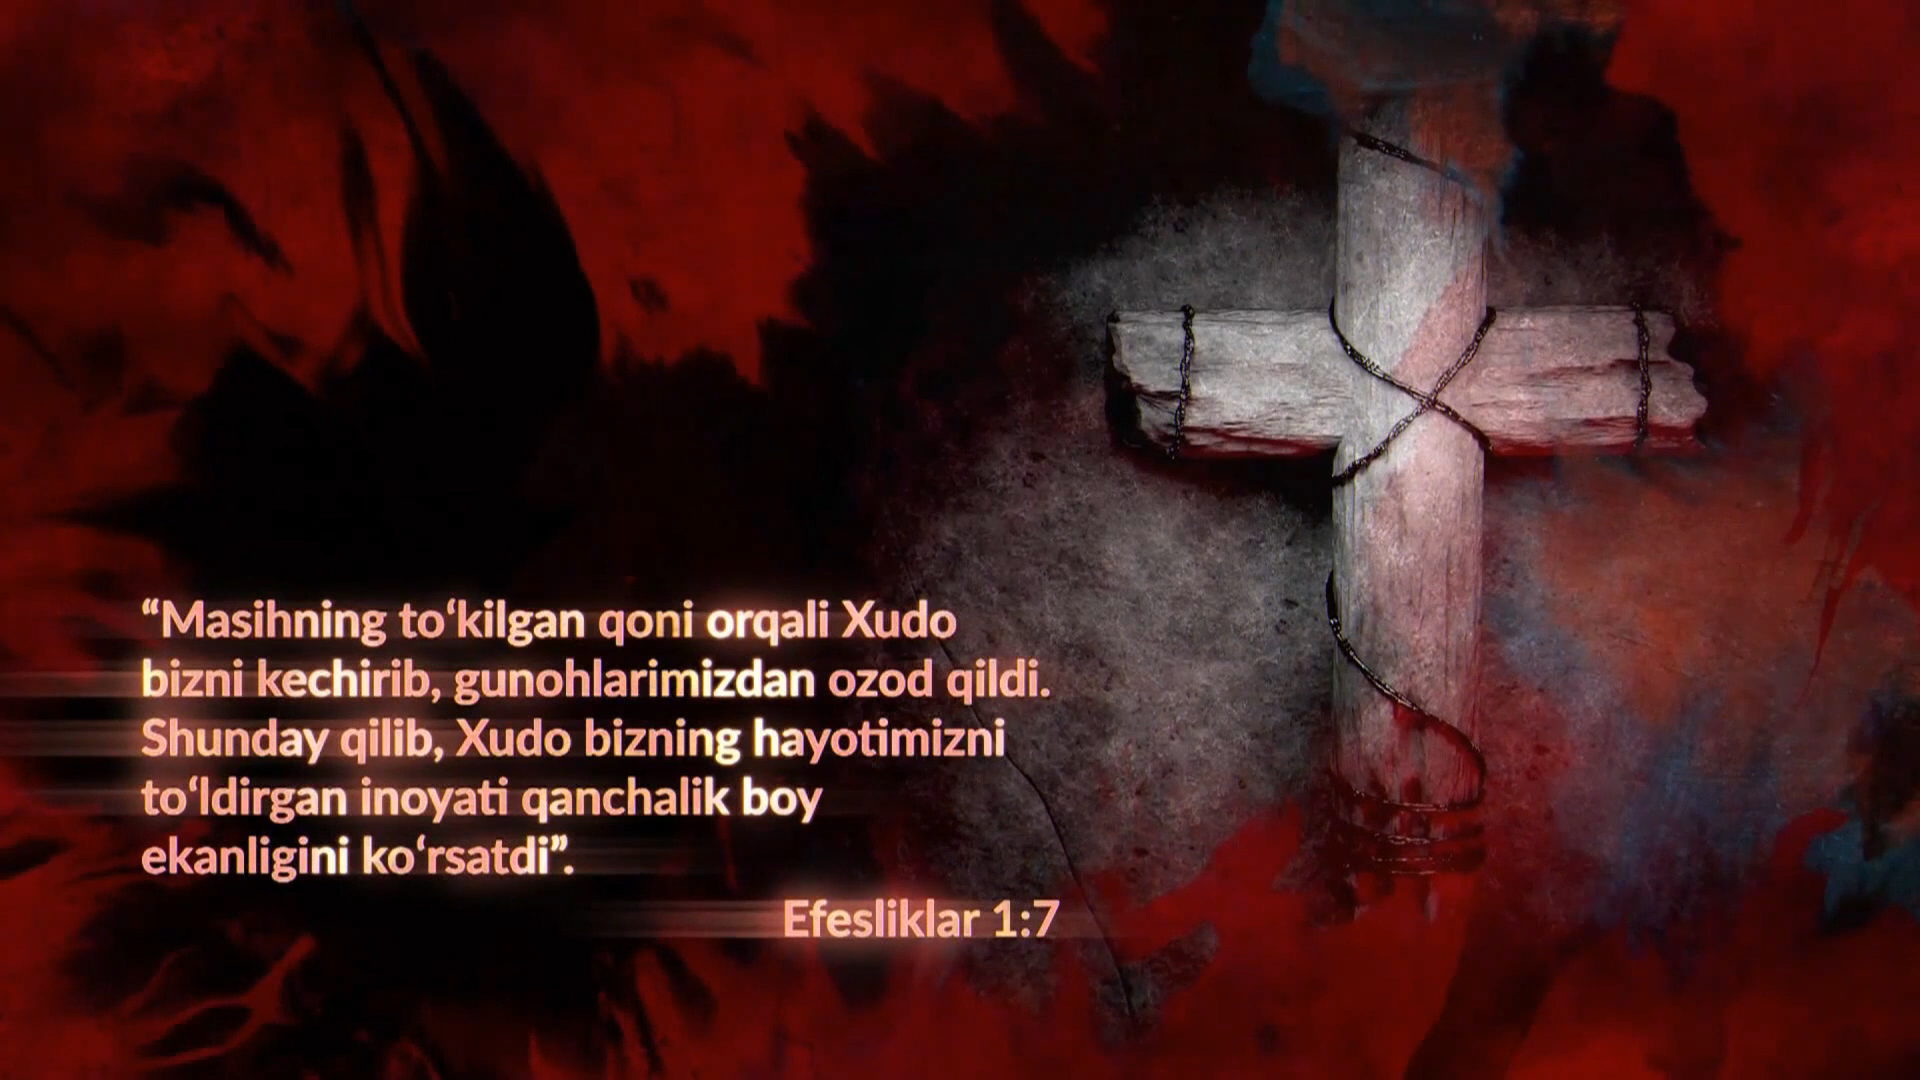 “Masihning to‘kilgan qoni orqali Xudo
bizni kechirib, gunohlarimizdan ozod qildi.
Shunday qilib, Xudo bizning hayotimizni
to‘ldirgan inoyati qanchalik boy
ekanligini ko‘rsatdi”.
Efesliklar 1:7